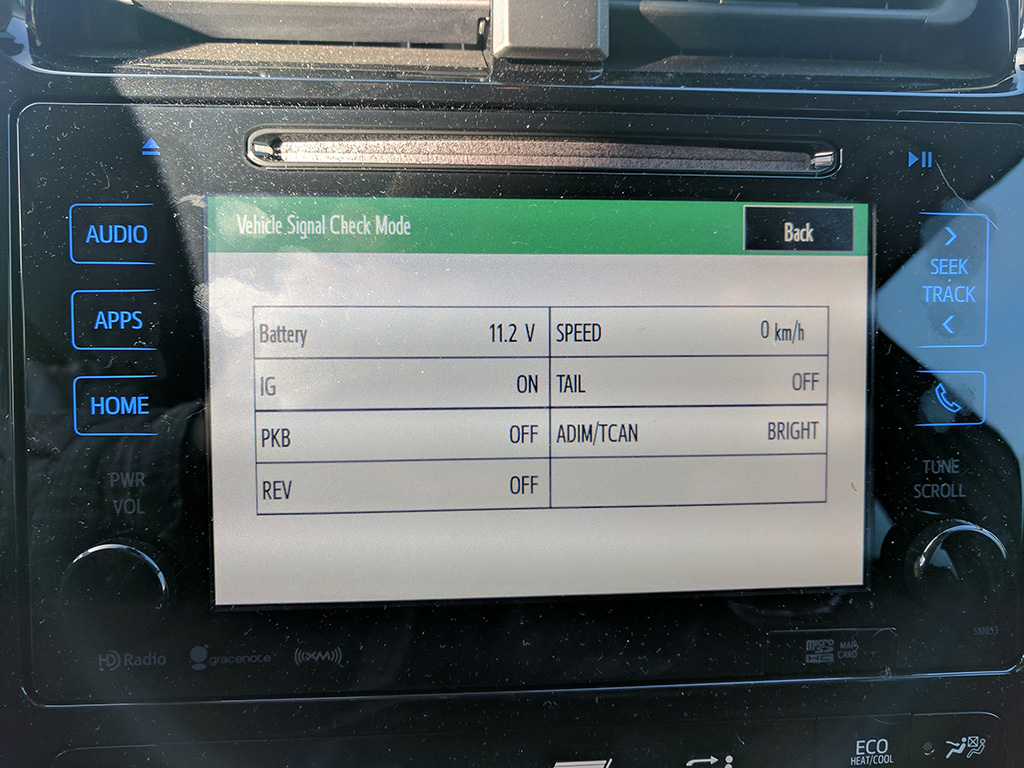 Vehicle Signal Check Mode
Back
AUDIO
APPS
HOME
PWR
VOL
Battery 11.2 V SPEED 0 km/h
IG ON TAIL OFF
PKB OFF ADIM/TCAN BRIGHT
REV OFF
SEEK
TRACK
TUNE
SCROLL
HD Radio gracenote ((XM))
micro
HC
MAP
CARD
510053
ECO
HEAT/COOL